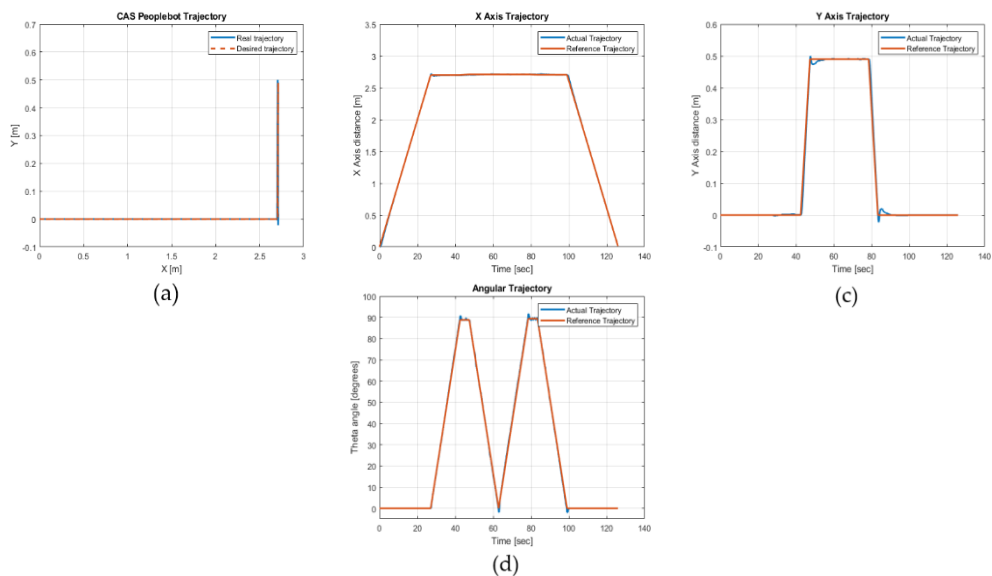 CAS Peoplebot Trajectory
Real trajectory
Desired trajectory
0.7
0.6
0.5
0.4
0.3
0.2
0.1
0
-0.1
Y [m]
0 0.5 1 1.5 2 2.5 3
X [m]
(a)
X Axis Trajectory
Actual Trajectory
Reference Trajectory
3.5
3
2.5
2
1.5
1
0.5
0
X Axis distance [m]
0 20 40 60 80 100 120 140
Time [sec]
Y Axis Trajectory
Actual Trajectory
Reference Trajectory
0.6
0.5
0.4
0.3
0.2
0.1
0
-0.1
Y Axis distance [m]
0 20 40 60 80 100 120 140
Time [sec]
(c)
Angular Trajectory
Actual Trajectory
Reference Trajectory
100
90
80
70
60
50
40
30
20
10
0
Theta angle [degrees]
0 20 40 60 80 100 120 140
Time [sec]
(d)